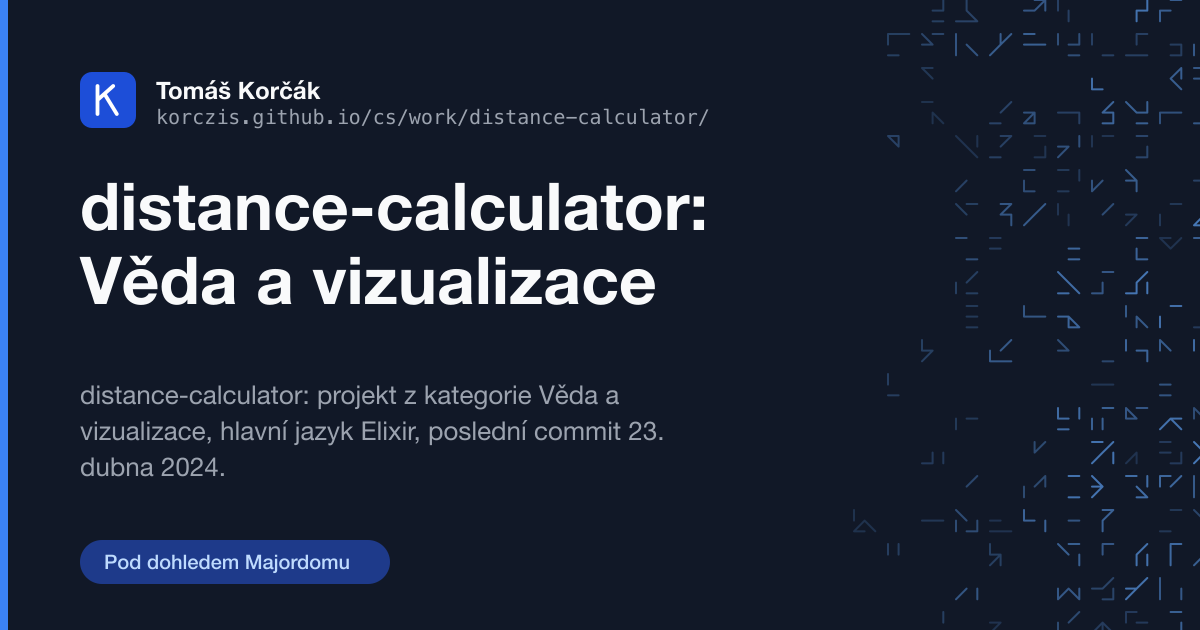 K
Tomáš Korčák
korczis.github.io/cs/work/distance-calculator/
distance-calculator:
Věda a vizualizace
distance-calculator: projekt z kategorie Věda a
vizualizace, hlavní jazyk Elixir, poslední commit 23.
dubna 2024.
Pod dohledem Majordomu